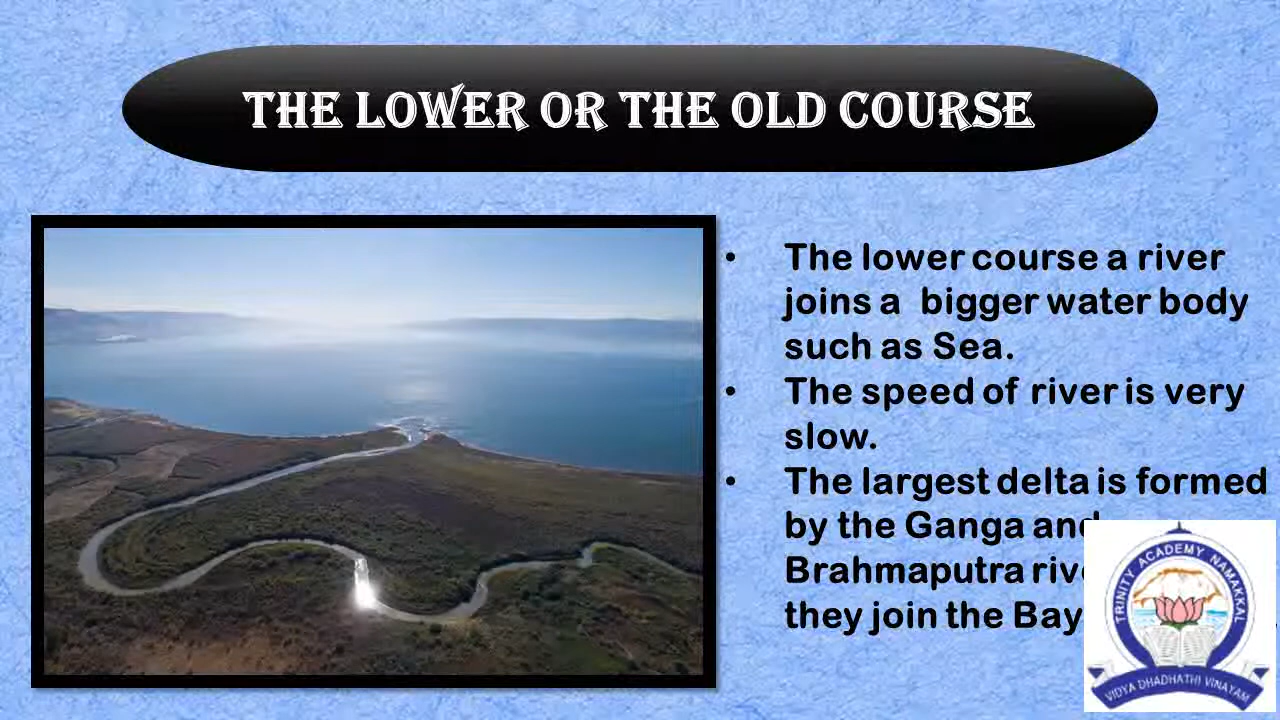 THE LOWER OR THE OLD COURSE
• The lower course a river
joins a bigger water body
such as Sea.
• The speed of river is very
slow.
• The largest delta is formed
by the Ganga and
Brahmaputra
they join the Bay
TRINITY ACADEMY NAMAKKAL
VIDYA DHADHATHI VINAYAM